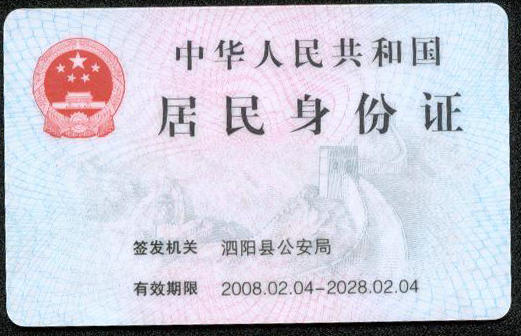 中华人民共和国
居民身份证
签发机关 泗阳县公安局
有效期限 2008.02.04-2028.02.04